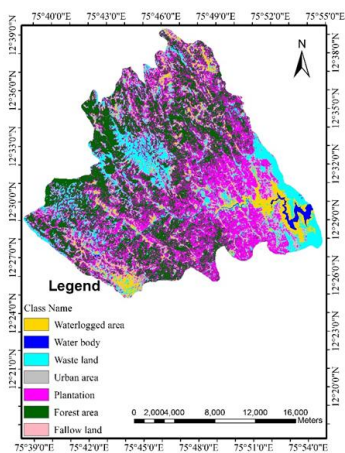 75°40'0"E 75°43'0"E 75°46'0"E 75°49'0"E 75°52'0"E 75°55'0"E
N
12°39'0"N
12°36'0"N
12°33'0"N
12°30'0"N
12°27'0"N
12°24'0"N
12°21'0"N
12°38'0"N
12°35'0"N
12°32'0"N
12°29'0"N
12°26'0"N
12°23'0"N
12°20'0"N
Legend
Class Name
Waterlogged area
Water body
Waste land
Urban area
Plantation
Forest area
Fallow land
0 2,0004,000 8,000 12,000 16,000
Meters
75°39'0"E 75°42'0"E 75°45'0"E 75°48'0"E 75°51'0"E 75°54'0"E